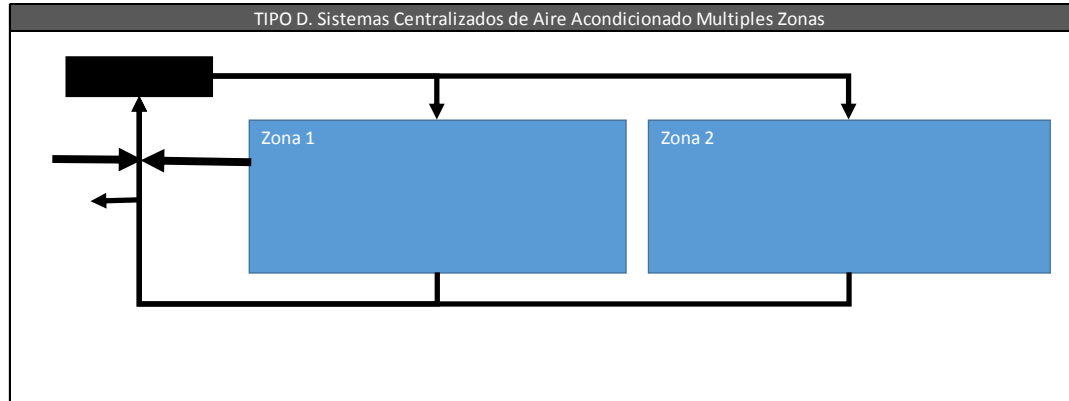 TIPO D. Sistemas Centralizados de Aire Acondicionado Multiples Zonas
Zona 1
Zona 2